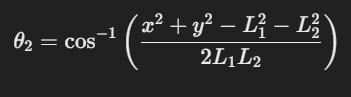 θ₂ = cos⁻¹ ( (x² + y² − L₁² − L₂²) / (2L₁L₂) )